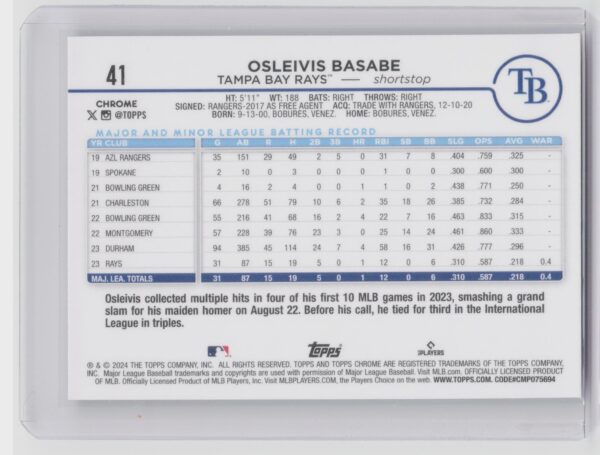 41
OSLEIVIS BASABE
TAMPA BAY RAYS — shortstop
TB
CHROME
@TOPPS
HT: 5'11" WT: 188 BATS: RIGHT THROWS: RIGHT
SIGNED: RANGERS-2017 AS FREE AGENT ACQ: TRADE WITH RANGERS, 12-10-20
BORN: 9-13-00, BOBURES, VENEZ. HOME: BOBURES, VENEZ.
MAJOR AND MINOR LEAGUE BATTING RECORD
YR CLUB G AB R H 2B 3B HR RBI SB BB SLG OPS AVG WAR
19 AZL RANGERS 35 151 29 49 2 5 0 31 7 8 .404 .759 .325 -
19 SPOKANE 2 10 0 3 0 0 0 1 0 0 .300 .600 .300 -
21 BOWLING GREEN 4 16 2 4 0 0 1 1 0 2 .438 .771 .250 -
21 CHARLESTON 66 278 51 79 10 6 2 35 18 26 .385 .732 .284 -
22 BOWLING GREEN 55 216 41 68 16 2 4 22 7 16 .463 .833 .315 -
22 MONTGOMERY 57 228 39 76 23 3 0 25 14 24 .461 .860 .333 -
23 DURHAM 94 385 45 114 24 7 4 58 16 31 .426 .777 .296 -
23 RAYS 31 87 15 19 5 0 1 12 0 6 .310 .587 .218 0.4
MAJ. LEA. TOTALS 31 87 15 19 5 0 1 12 0 6 .310 .587 .218 0.4
Osleivis collected multiple hits in four of his first 10 MLB games in 2023, smashing a grand
slam for his maiden homer on August 22. Before his call, he tied for third in the International
League in triples.
Topps
PLAYERS
® & © 2024 THE TOPPS COMPANY, INC. ALL RIGHTS RESERVED. TOPPS AND TOPPS CHROME ARE REGISTERED TRADEMARKS OF THE TOPPS COMPANY,
INC. Major League Baseball trademarks and copyrights are used with permission of Major League Baseball. Visit MLB.com. OFFICIALLY LICENSED PRODUCT
OF MLB. Officially Licensed Product of MLB Players, Inc. Visit MLBPLAYERS.com, the Players Choice on the web. WWW.TOPPS.COM. CODE#CMP075694